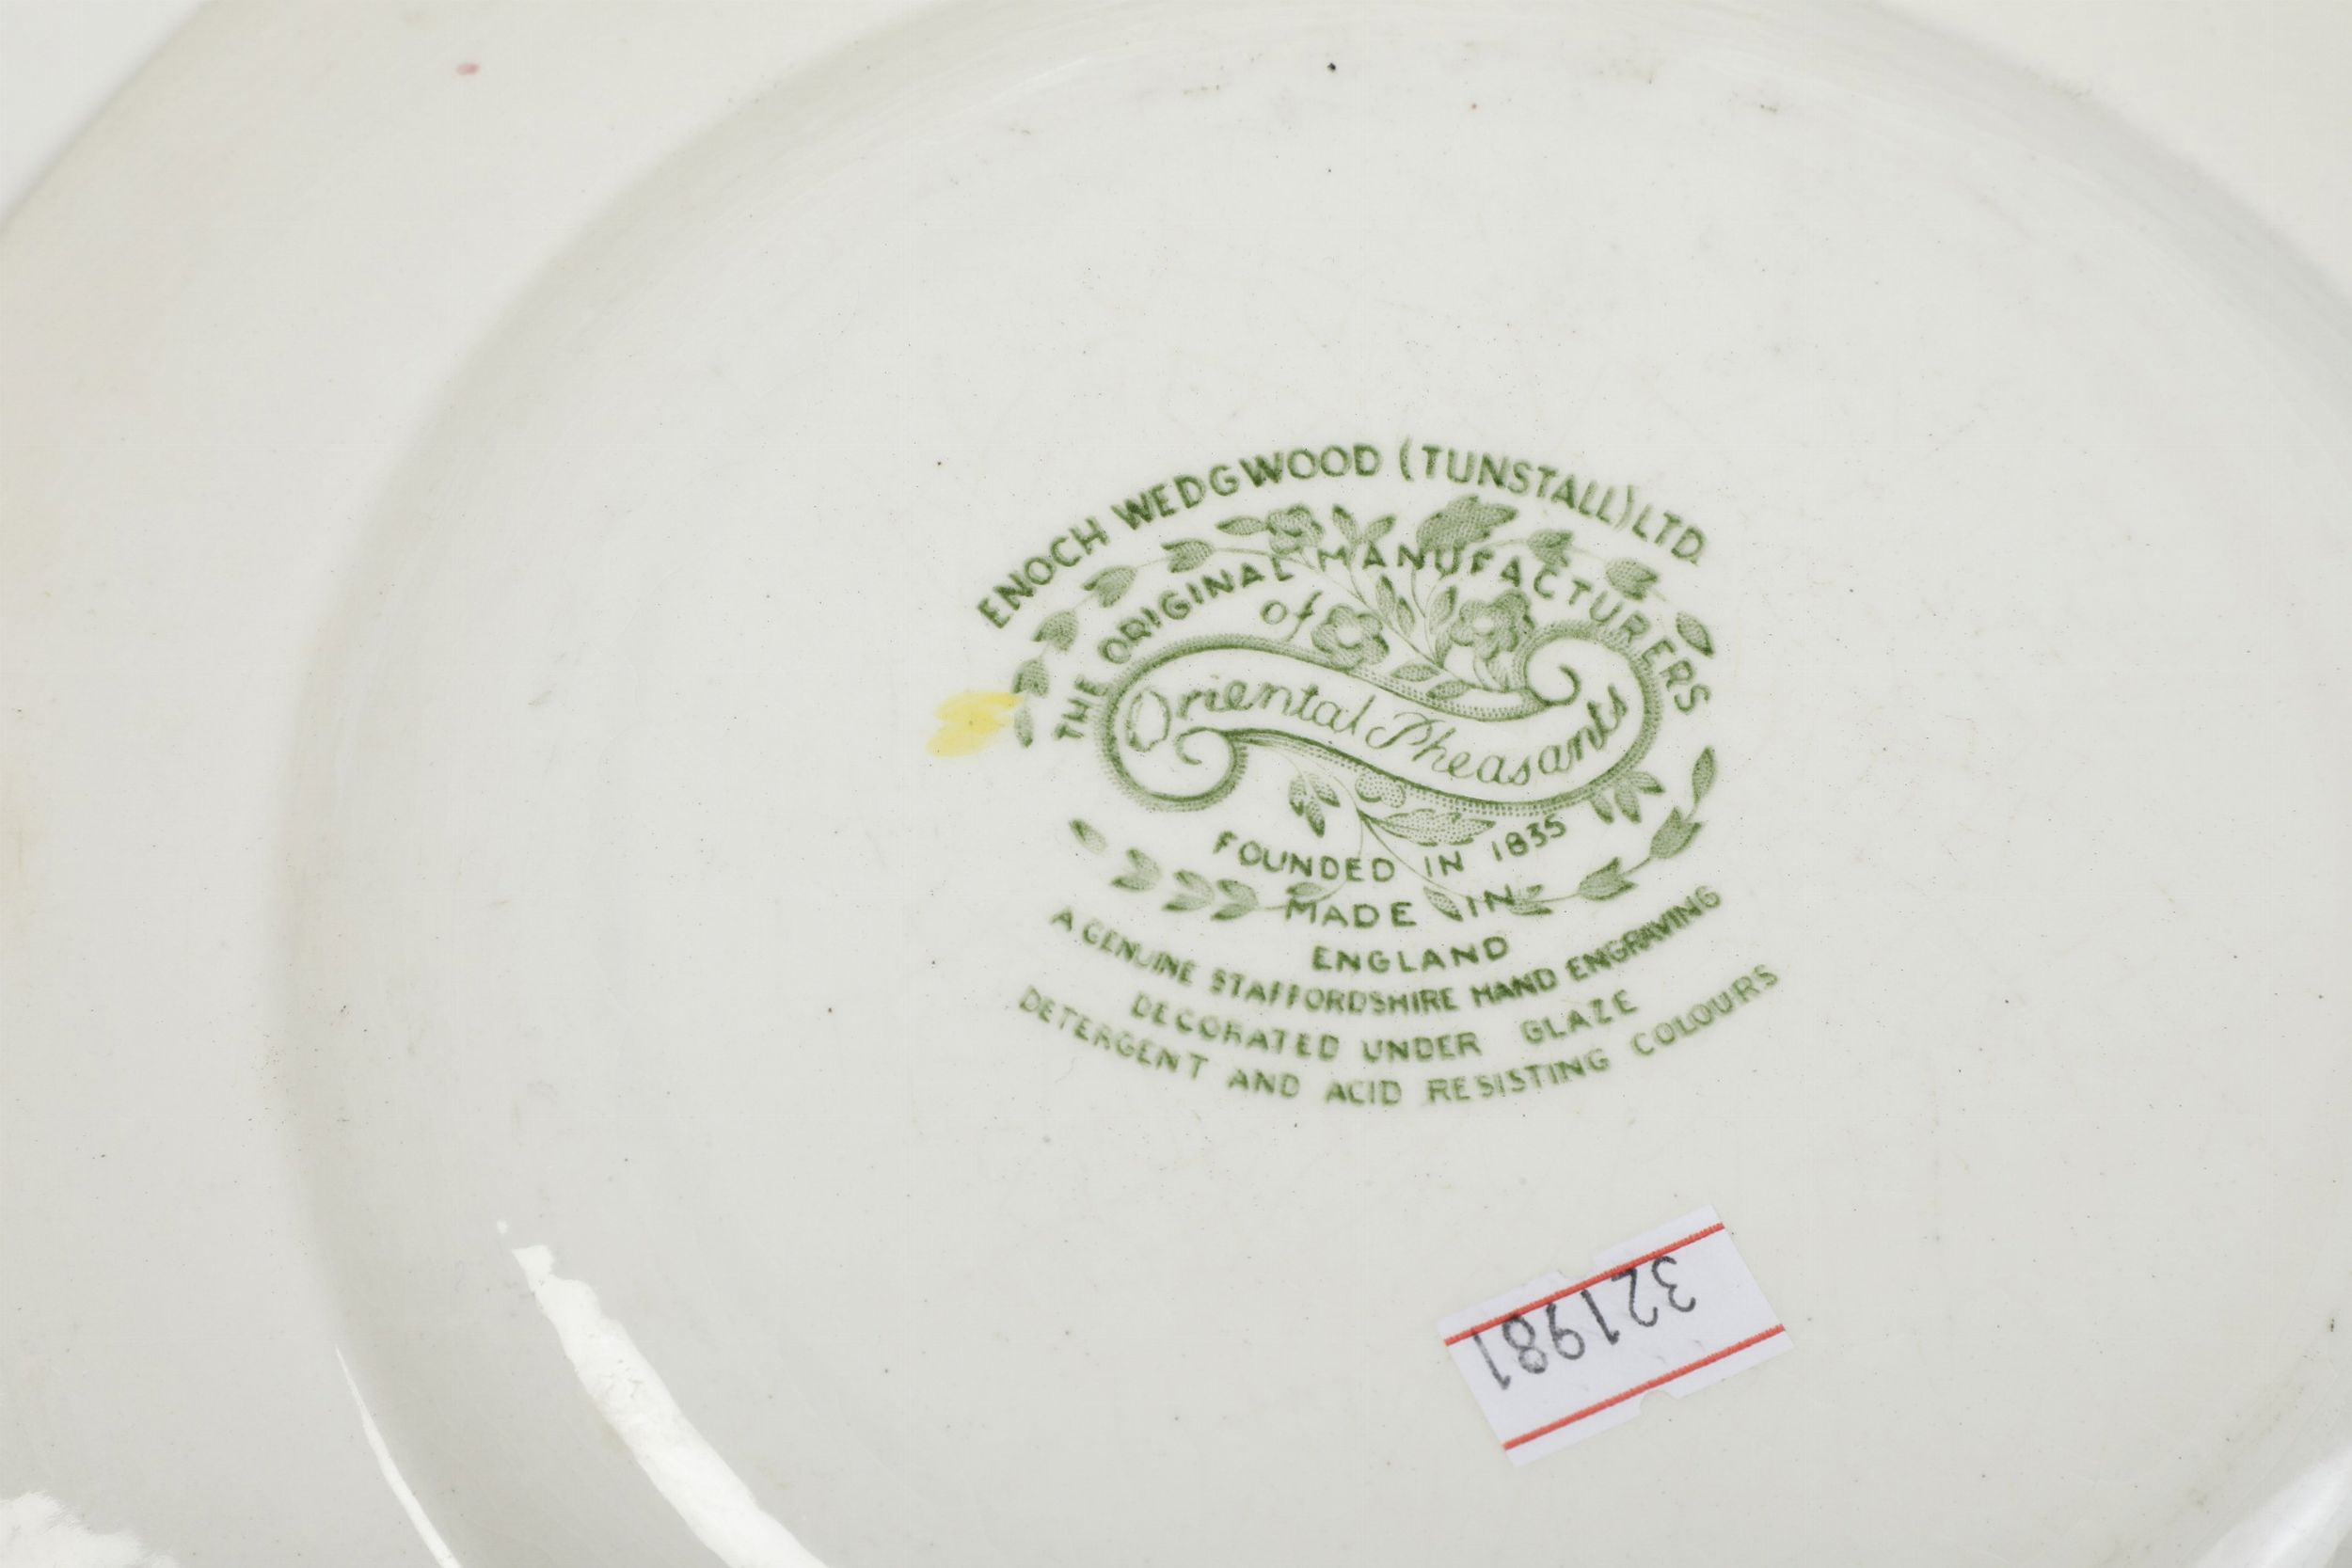 ENOCH WEDGWOOD (TUNSTALL) LTD.
THE ORIGINAL MANUFACTURERS
of
Oriental Pheasants
FOUNDED IN 1835
MADE IN
ENGLAND
A GENUINE STAFFORDSHIRE HAND ENGRAVING
DECORATED UNDER GLAZE
DETERGENT AND ACID RESISTING COLOURS
321981